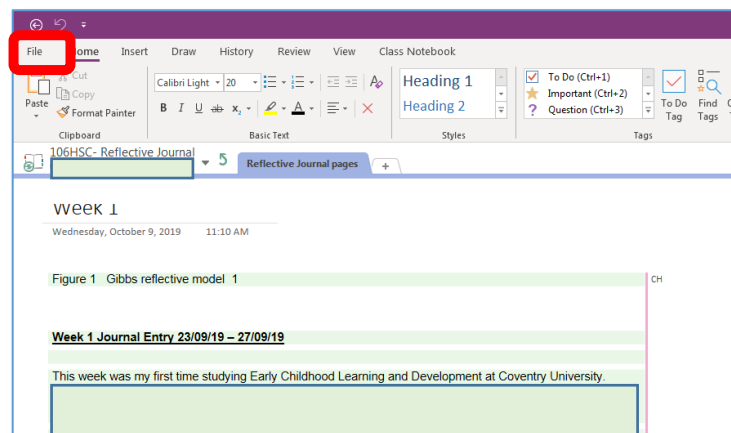 File Home Insert Draw History Review View Class Notebook
Cut
Calibri Light 20
Heading 1
To Do (Ctrl+1)
Copy
Important (Ctrl+2)
Paste
Format Painter
B I U ab x₂ A
Heading 2
? Question (Ctrl+3)
To Do Tag
Find Tags
Clipboard
Basic Text
Styles
Tags
106HSC- Reflective Journal
Reflective Journal pages +
Week 1
Wednesday, October 9, 2019 11:10 AM
Figure 1 Gibbs reflective model 1
CH
Week 1 Journal Entry 23/09/19 – 27/09/19
This week was my first time studying Early Childhood Learning and Development at Coventry University.